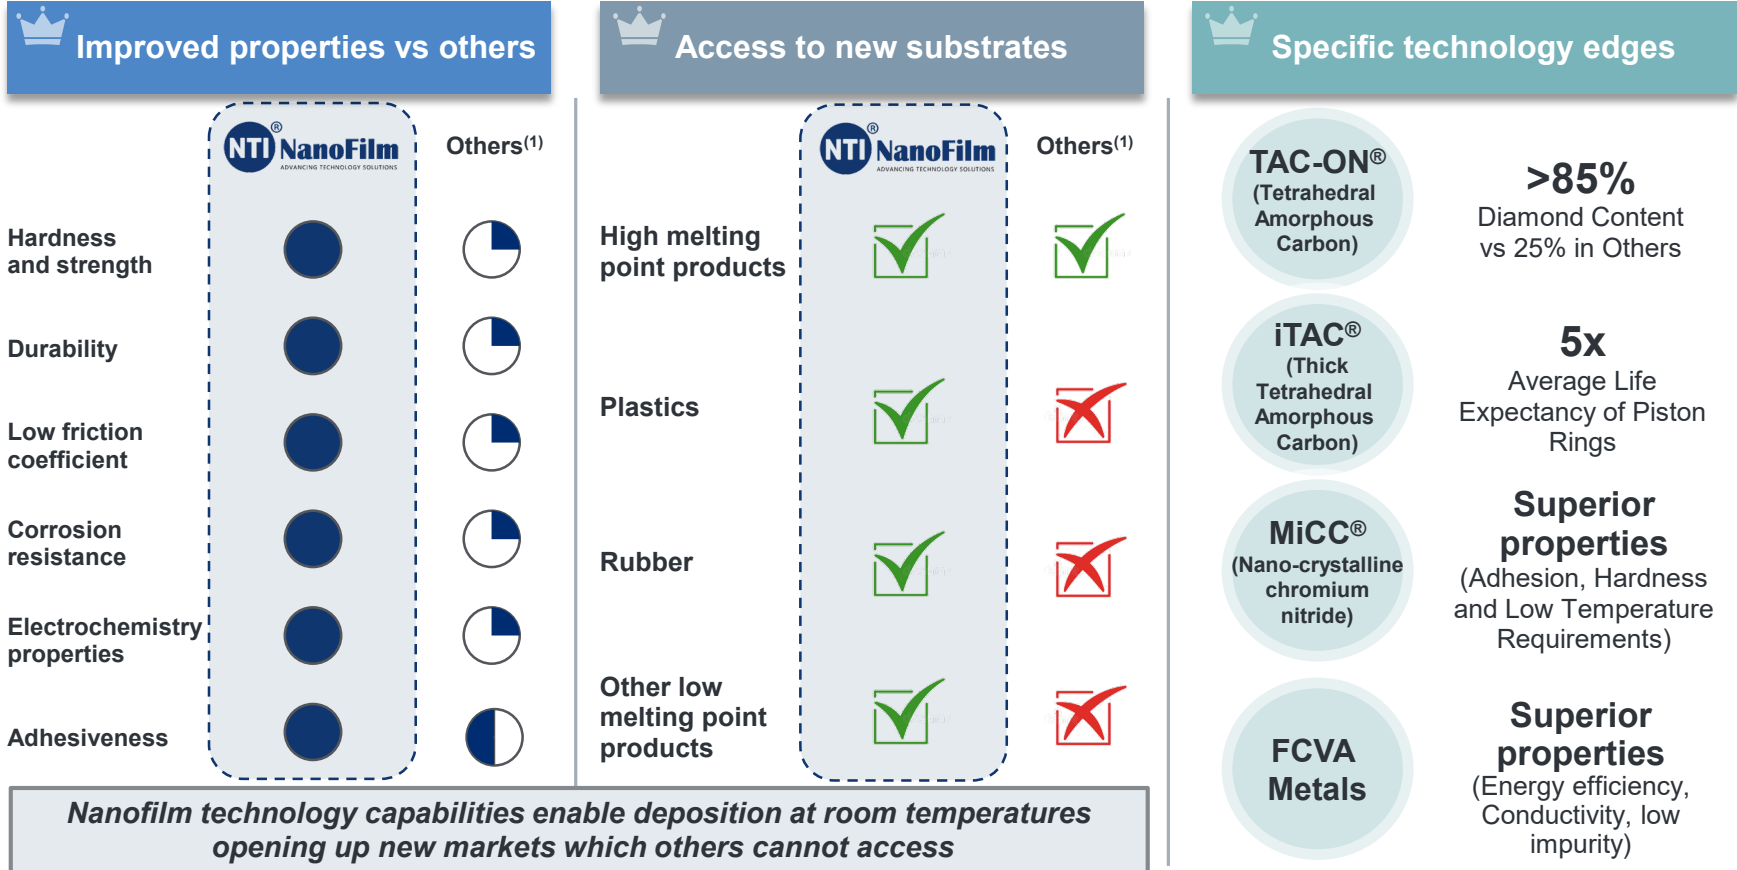 Improved properties vs others
NTI® NanoFilm
ADVANCING TECHNOLOGY SOLUTIONS
Others(1)
Hardness
and strength
Durability
Low friction
coefficient
Corrosion
resistance
Electrochemistry
properties
Adhesiveness
Access to new substrates
NTI® NanoFilm
ADVANCING TECHNOLOGY SOLUTIONS
Others(1)
High melting
point products
Plastics
Rubber
Other low
melting point
products
Nanofilm technology capabilities enable deposition at room temperatures
opening up new markets which others cannot access
Specific technology edges
TAC-ON®
(Tetrahedral
Amorphous
Carbon)
>85%
Diamond Content
vs 25% in Others
iTAC®
(Thick
Tetrahedral
Amorphous
Carbon)
5x
Average Life
Expectancy of Piston
Rings
MiCC®
(Nano-crystalline
chromium
nitride)
Superior
properties
(Adhesion, Hardness
and Low Temperature
Requirements)
FCVA
Metals
Superior
properties
(Energy efficiency,
Conductivity, low
impurity)